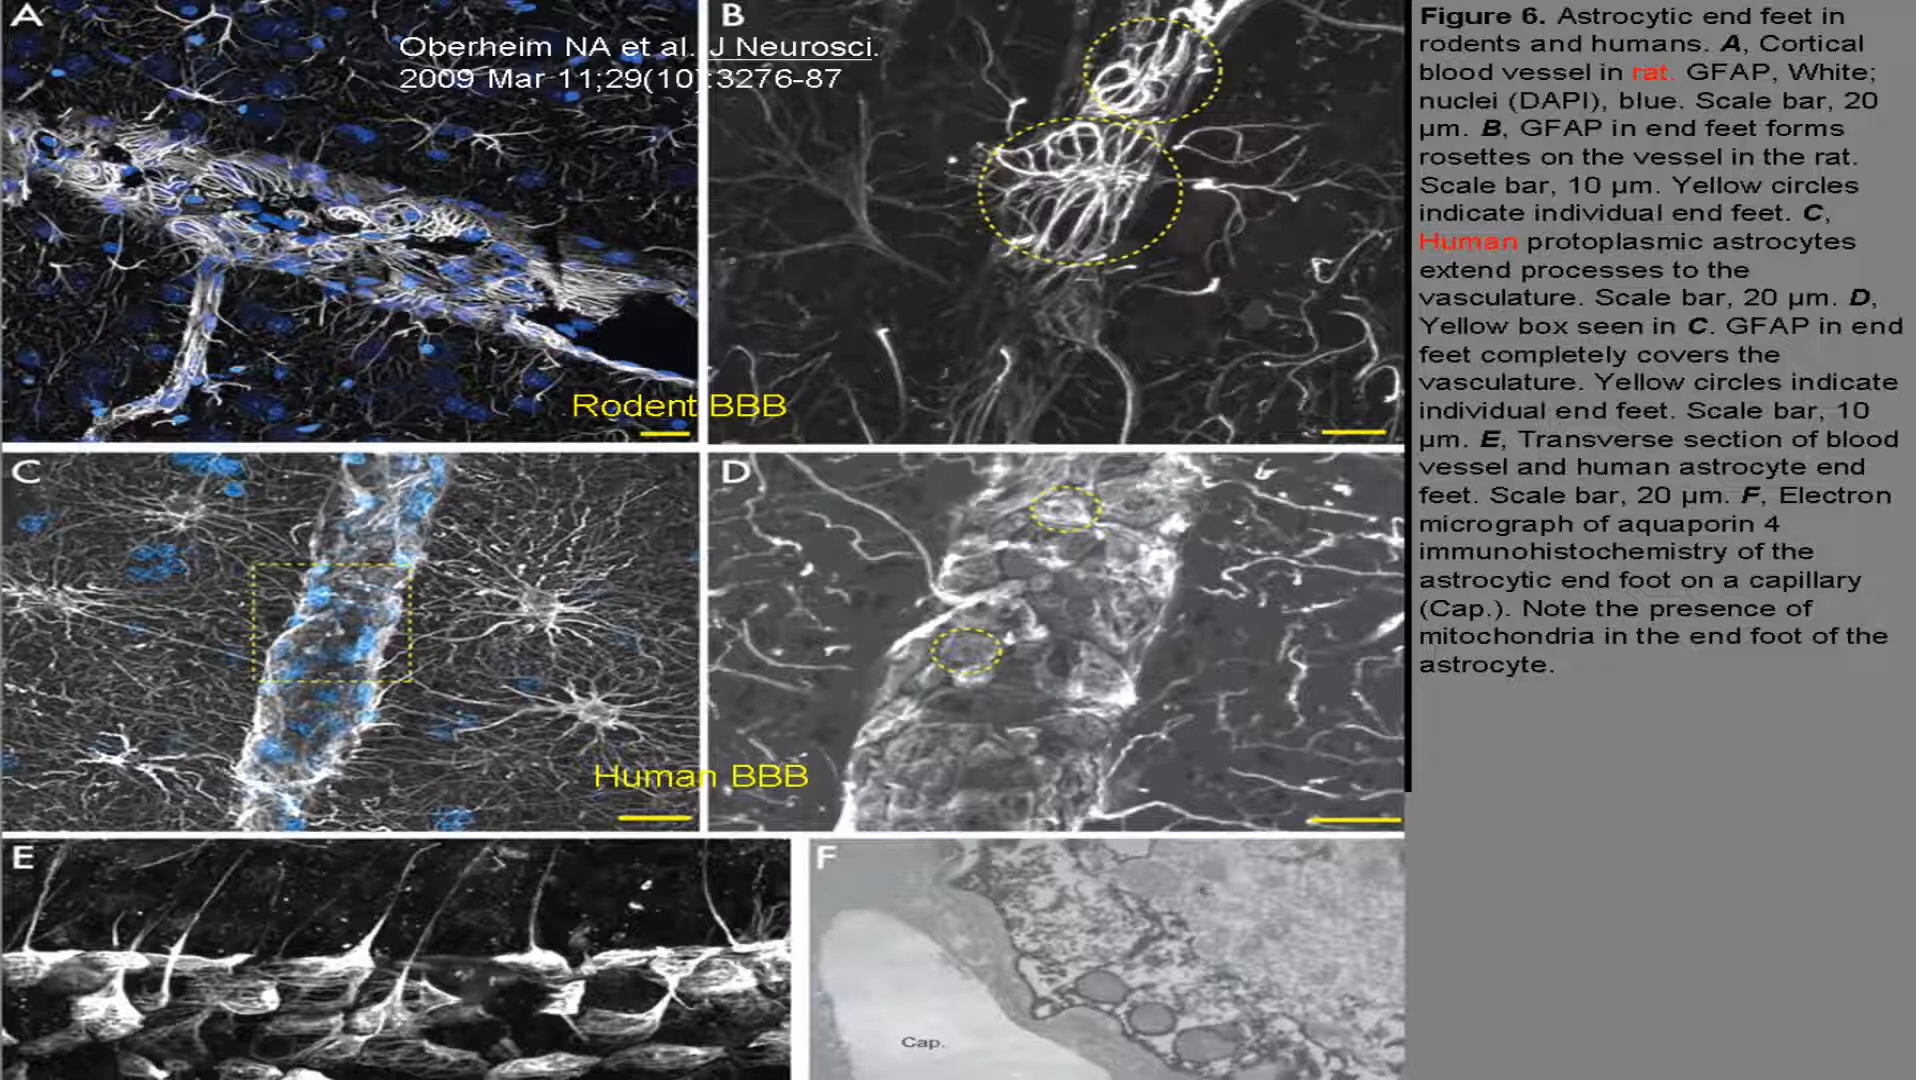 A
B
Oberheim NA et al. J Neurosci.
2009 Mar 11;29(10):3276-87
Rodent BBB
C
D
Human BBB
E
F
Cap.
Figure 6. Astrocytic end feet in
rodents and humans. A, Cortical
blood vessel in rat. GFAP, White;
nuclei (DAPI), blue. Scale bar, 20
μm. B, GFAP in end feet forms
rosettes on the vessel in the rat.
Scale bar, 10 μm. Yellow circles
indicate individual end feet. C,
Human protoplasmic astrocytes
extend processes to the
vasculature. Scale bar, 20 μm. D,
Yellow box seen in C. GFAP in end
feet completely covers the
vasculature. Yellow circles indicate
individual end feet. Scale bar, 10
μm. E, Transverse section of blood
vessel and human astrocyte end
feet. Scale bar, 20 μm. F, Electron
micrograph of aquaporin 4
immunohistochemistry of the
astrocytic end foot on a capillary
(Cap.). Note the presence of
mitochondria in the end foot of the
astrocyte.